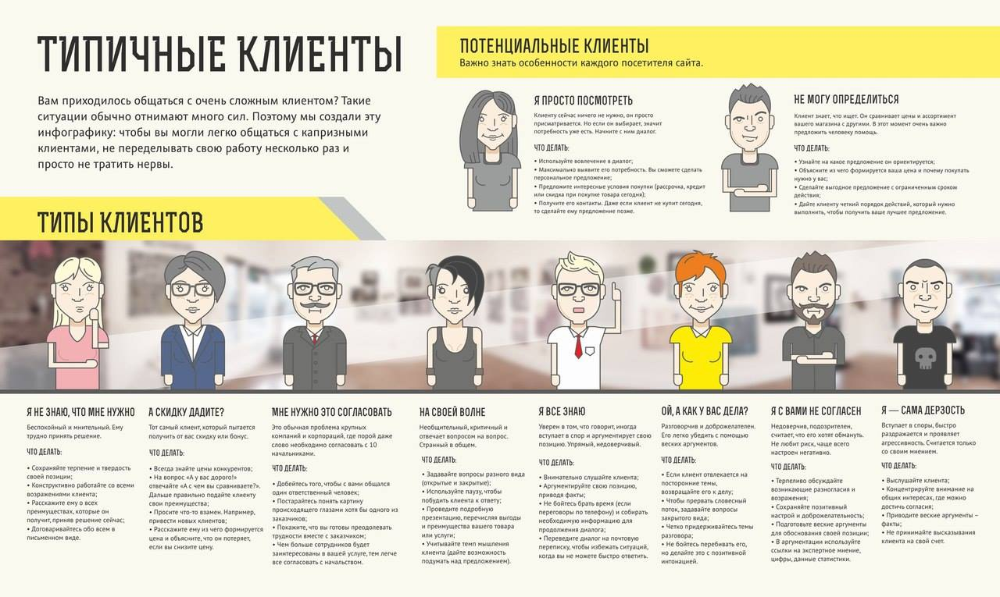 ТИПИЧНЫЕ КЛИЕНТЫ
Вам приходилось общаться с очень сложным клиентом? Такие
ситуации обычно отнимают много сил. Поэтому мы создали эту
инфографику: чтобы вы могли легко общаться с капризными
клиентами, не переделывать свою работу несколько раз и
просто не тратить нервы.
ПОТЕНЦИАЛЬНЫЕ КЛИЕНТЫ
Важно знать особенности каждого посетителя сайта.
Я ПРОСТО ПОСМОТРЕТЬ
Клиенту сейчас ничего не нужно, он просто
присматривается. Но если он выбирает, значит
потребность уже есть. Начните с ним диалог.
ЧТО ДЕЛАТЬ:
• Используйте вовлечение в диалог;
• Максимально выявите его потребность. Вы сможете сделать
персональное предложение;
• Предложите интересные условия покупки (рассрочка, кредит
или скидка при покупке товара сегодня);
• Получите его контакты. Даже если клиент не купит сегодня,
то сделайте ему предложение позже.
НЕ МОГУ ОПРЕДЕЛИТЬСЯ
Клиент знает, что ищет. Он сравнивает цены и ассортимент
вашего магазина с другими. В этот момент очень важно
предложить человеку помощь.
ЧТО ДЕЛАТЬ:
• Узнайте на какое предложение он ориентируется;
• Объясните из чего формируется ваша цена и почему покупать
нужно у вас;
• Сделайте выгодное предложение с ограниченным сроком
действия;
• Дайте клиенту четкий порядок действий, который нужно
выполнить, чтобы получить ваше лучшее предложение.
ТИПЫ КЛИЕНТОВ
Я НЕ ЗНАЮ, ЧТО МНЕ НУЖНО
Беспокойный и мнительный. Ему
трудно принять решение.
ЧТО ДЕЛАТЬ:
• Сохраняйте терпение и твердость
своей позиции;
• Конструктивно работайте со всеми
возражениями клиента;
• Расскажите ему о всех
преимуществах, которые он
получит, приняв решение сейчас;
• Договаривайтесь обо всем в
письменном виде.
А СКИДКУ ДАДИТЕ?
Тот самый клиент, который пытается
получить от вас скидку или бонус.
ЧТО ДЕЛАТЬ:
• Всегда знайте цены конкурентов;
• На вопрос «А у вас дорого!»
отвечайте «А с чем вы сравниваете?».
Дальше правильно подайте клиенту
свои преимущества;
• Просите что-то взамен. Например,
привести новых клиентов;
• Расскажите ему из чего формируется
цена и объясните, что он потеряет,
если вы снизите цену.
МНЕ НУЖНО ЭТО СОГЛАСОВАТЬ
Это обычная проблема крупных
компаний и корпораций, где порой даже
слово необходимо согласовать с 10
начальниками.
ЧТО ДЕЛАТЬ:
• Добейтесь того, чтобы с вами общался
один ответственный человек;
• Постарайтесь понять картину
происходящего глазами хотя бы одного из
заказчиков;
• Покажите, что вы готовы преодолевать
трудности вместе с заказчиком;
• Чем больше сотрудников будет
заинтересованы в вашей услуге, тем легче
все согласовать с начальством.
НА СВОЕЙ ВОЛНЕ
Необщительный, критичный и
отвечает вопросом на вопрос.
Странный в общем.
ЧТО ДЕЛАТЬ:
• Задавайте вопросы разного вида
(открытые и закрытые);
• Используйте паузу, чтобы
побудить клиента к ответу;
• Проведите подробную
презентацию, перечисляя выгоды
и преимущества вашего товара
или услуги;
• Учитывайте темп мышления
клиента (дайте возможность
подумать над предложением).
Я ВСЕ ЗНАЮ
Уверен в том, что говорит, иногда
вступает в спор и аргументирует свою
позицию. Упрямый, недоверчивый.
ЧТО ДЕЛАТЬ:
• Внимательно слушайте клиента;
• Аргументируйте свою позицию,
приводя факты;
• Не бойтесь брать время (если
переговоры по телефону) и собирать
необходимую информацию для
продолжения диалога;
• Переведите диалог на почтовую
переписку, чтобы избежать ситуаций,
когда вы не можете быстро ответить.
ОЙ, А КАК У ВАС ДЕЛА?
Разговорчив и доброжелателен.
Его легко убедить с помощью
веских аргументов.
ЧТО ДЕЛАТЬ:
• Если клиент отвлекается на
посторонние темы,
возвращайте его к делу;
• Чтобы прервать словесный
поток, задавайте вопросы
закрытого вида;
• Четко придерживайтесь темы
разговора;
• Не бойтесь перебивать его,
но делайте это с позитивной
интонацией.
Я С ВАМИ НЕ СОГЛАСЕН
Недоверчив, подозрителен,
считает, что его хотят обмануть.
Не любит риск, чаще всего
настроен негативно.
ЧТО ДЕЛАТЬ:
• Терпеливо обсуждайте
возникающие разногласия и
возражения;
• Сохраняйте позитивный
настрой и доброжелательность;
• Подготовьте веские аргументы
для обоснования своей позиции;
• В аргументации используйте
ссылки на экспертное мнение,
цифры, данные статистики.
Я — САМА ДЕРЗОСТЬ
Вступает в споры, быстро
раздражается и проявляет
агрессивность. Считается только
со своим мнением.
ЧТО ДЕЛАТЬ:
• Выслушайте клиента;
• Концентрируйте внимание на
общих интересах, где можно
достичь согласия;
• Приводите веские аргументы –
факты;
• Не принимайте высказывания
клиента на свой счет.